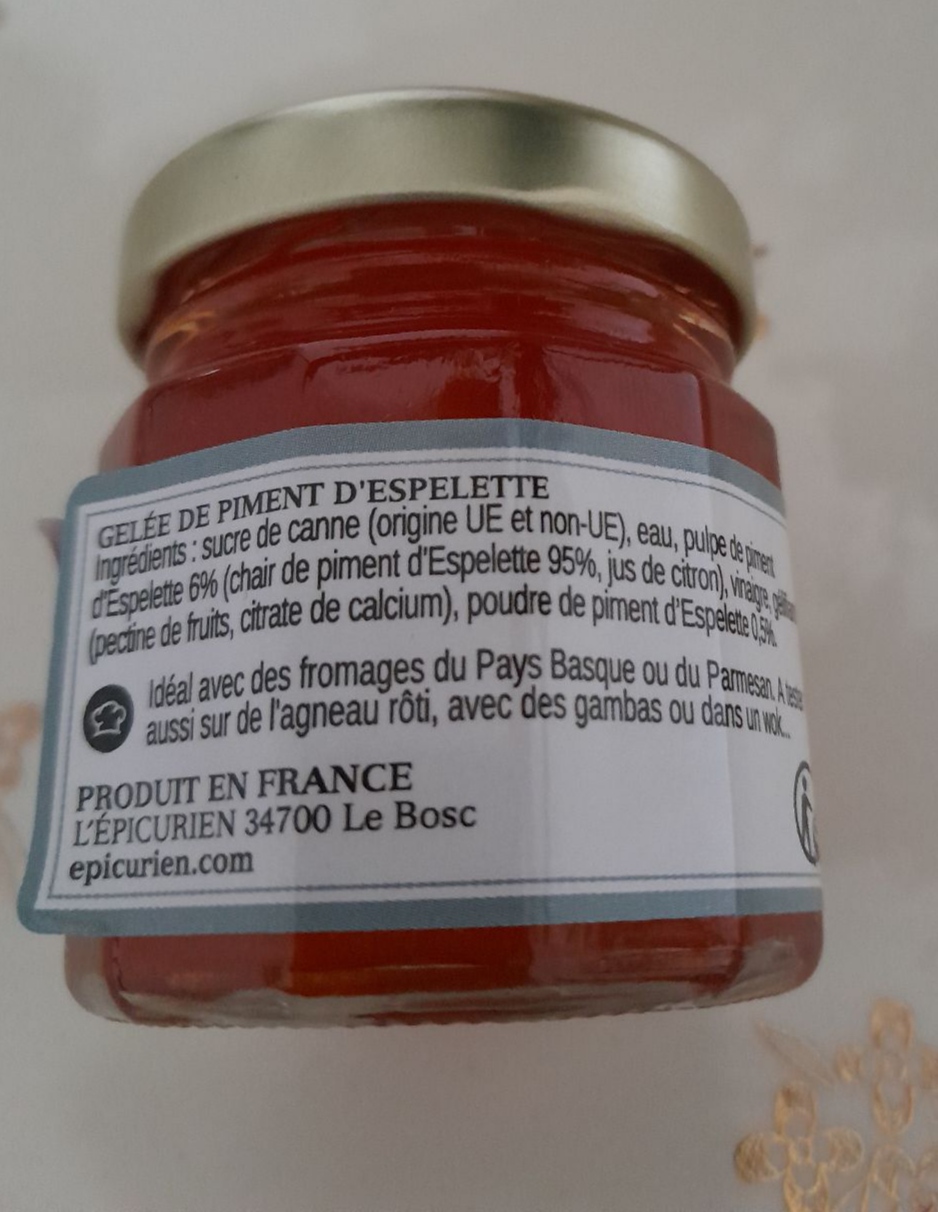 GELÉE DE PIMENT D'ESPELETTE
Ingrédients : sucre de canne (origine UE et non-UE), eau, pulpe de piment
d'Espelette 6% (chair de piment d'Espelette 95%, jus de citron), vinaigre,
(pectine de fruits, citrate de calcium), poudre de piment d'Espelette 0,5%.
Idéal avec des fromages du Pays Basque ou du Parmesan. A
aussi sur de l'agneau rôti, avec des gambas ou dans un wok...
PRODUIT EN FRANCE
L'ÉPICURIEN 34700 Le Bosc
epicurien.com